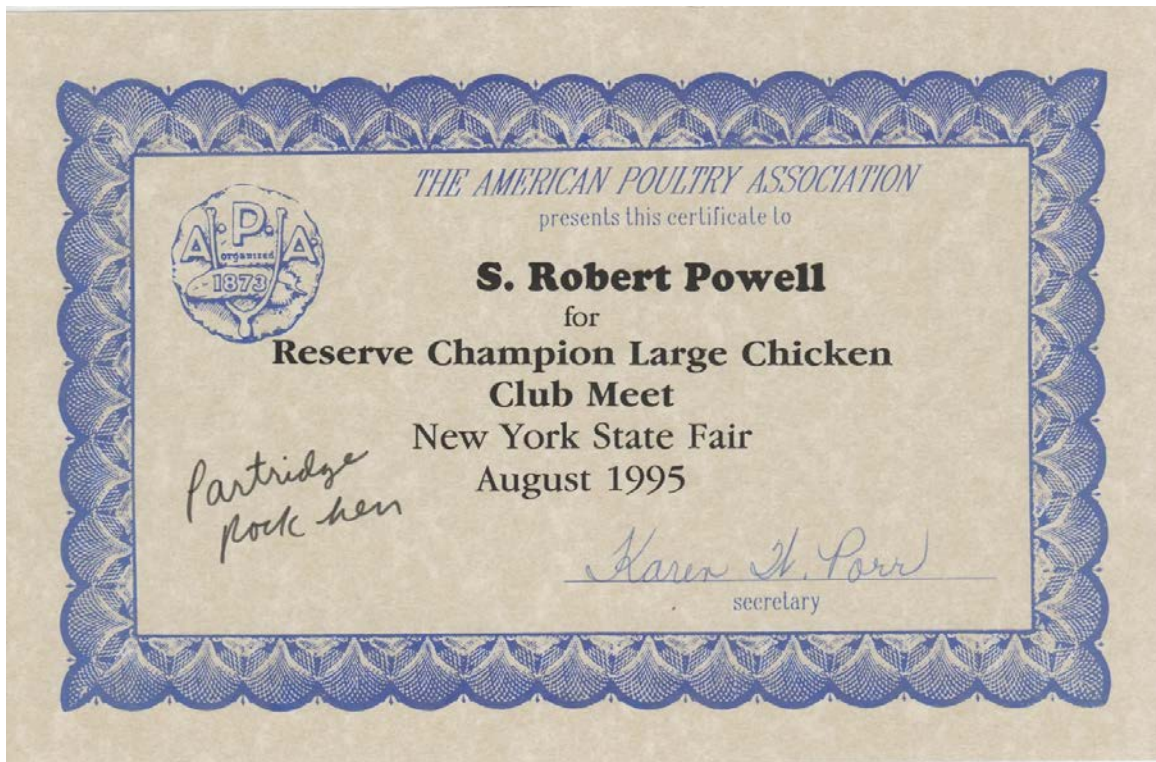 THE AMERICAN POULTRY ASSOCIATION
presents this certificate to
A.P.A.
organized
1873
S. Robert Powell
for
Reserve Champion Large Chicken
Club Meet
New York State Fair
August 1995
Partridge
Rock hen
Karen W. Porr
secretary